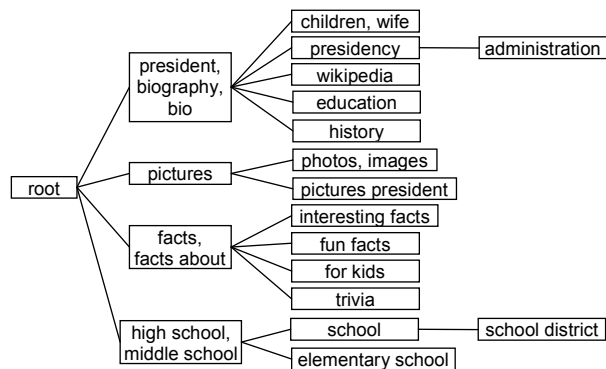 children, wife
presidency
administration
president,
biography,
bio
wikipedia
education
history
photos, images
pictures
root
pictures president
interesting facts
facts,
facts about
fun facts
for kids
trivia
high school,
middle school
school
school district
elementary school